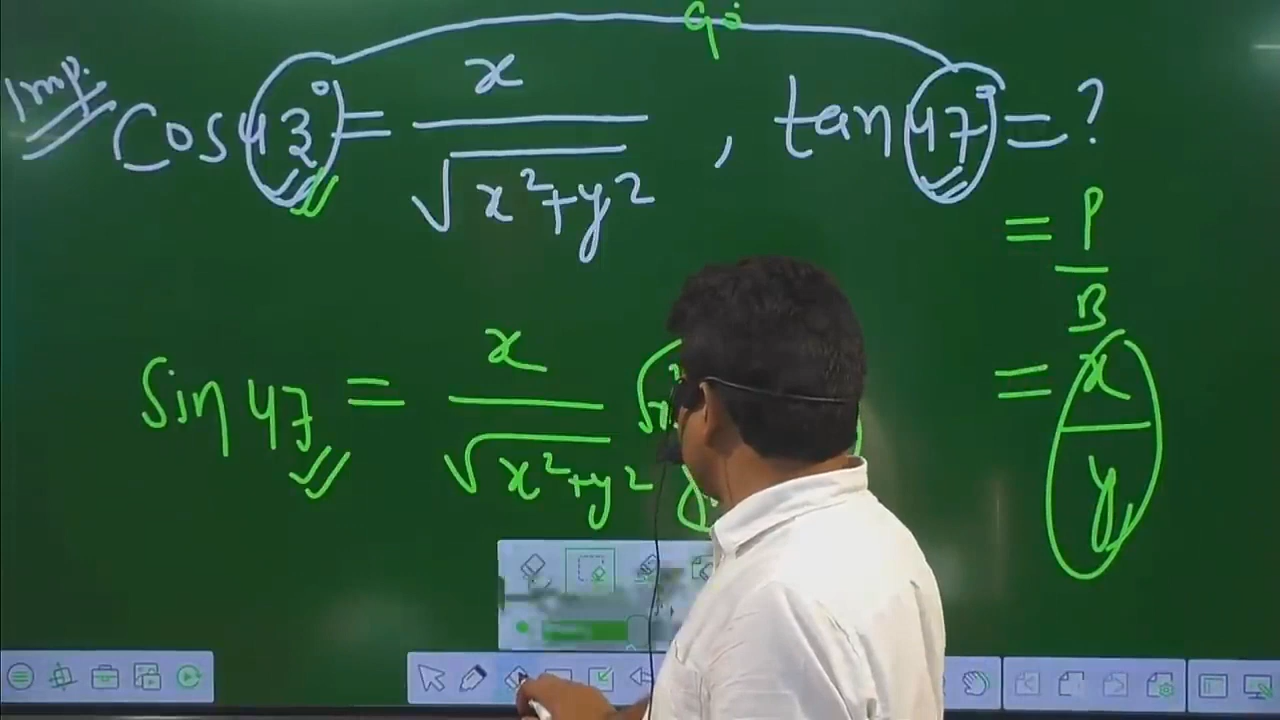 90
Imp. Cos 43° = x / √x²+y² , tan 47° = ?
= P / B
Sin 47 = x / √x²+y²
= x / y